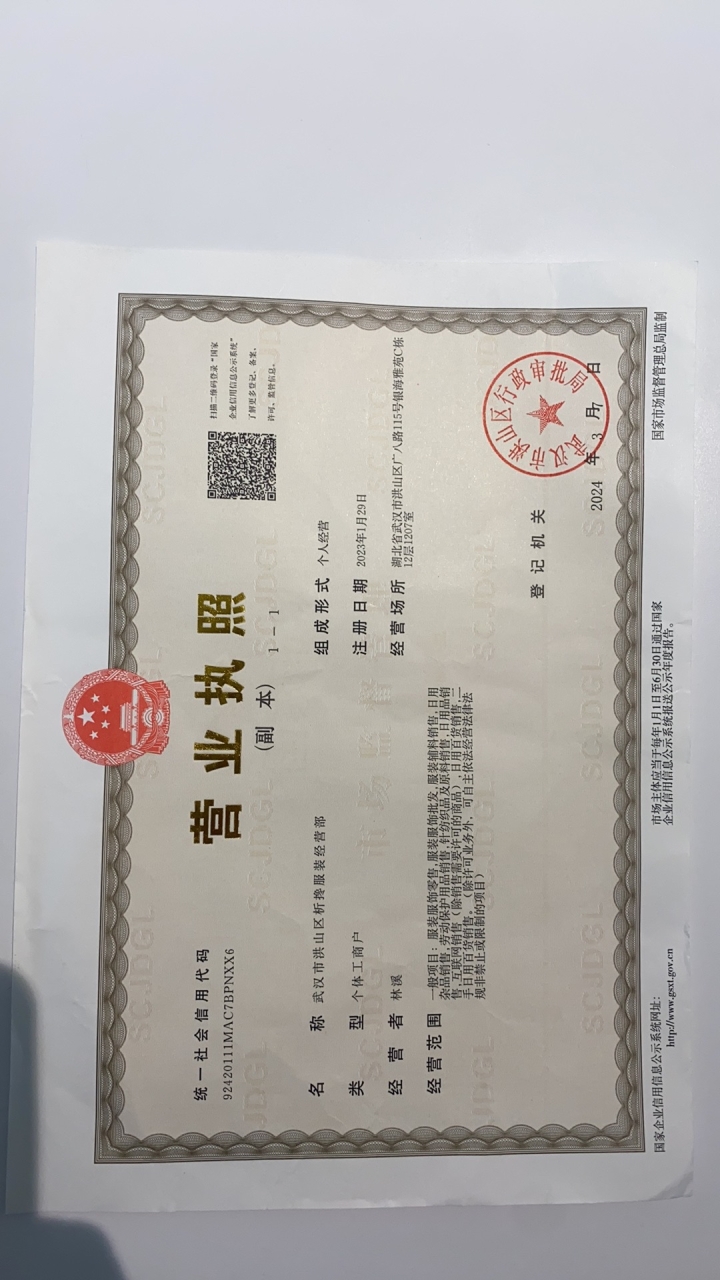 统一社会信用代码
92420111MAC7BPNXX6
营业执照
(副 本)
1-1
扫描二维码登录“国家
企业信用信息公示系统”
了解更多登记、备案、
许可、监管信息。
名 称 武汉市洪山区析搀服装经营部
类 型 个体工商户
经 营 者 林溪
经 营 范 围 一般项目：服装服饰零售,服装服饰批发,服装辅料销售,日用
杂品销售,劳动保护用品销售,针纺织品及原料销售,日用品销
售,互联网销售（除销售需要许可的商品）,日用百货销售,二
手日用百货销售。（除许可业务外，可自主依法经营法律法
规非禁止或限制的项目）
组 成 形 式 个人经营
注 册 日 期 2023年1月29日
经 营 场 所 湖北省武汉市洪山区广八路115号银海雅苑C栋
12层1207室
登 记 机 关
武汉市洪山区行政审批局
2024 年 3 月 7 日
国家企业信用信息公示系统网址：
http://www.gsxt.gov.cn
市场主体应当于每年1月1日至6月30日通过国家
企业信用信息公示系统报送公示年度报告。
国家市场监督管理总局监制